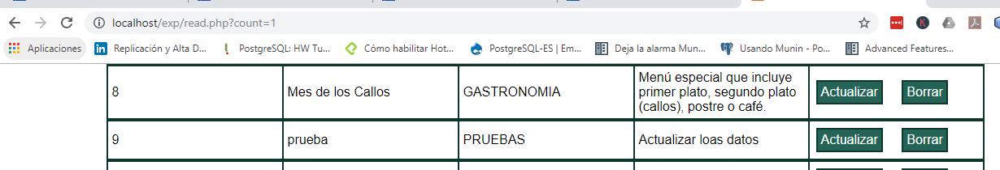 localhost/exp/read.php?count=1
Aplicaciones Replicación y Alta D... PostgreSQL: HW Tu... Cómo habilitar Hot... PostgreSQL-ES | Em... Deja la alarma Mun... Usando Munin - Po... Advanced Features...
8 Mes de los Callos GASTRONOMIA Menú especial que incluye
primer plato, segundo plato
(callos), postre o café. Actualizar Borrar
9 prueba PRUEBAS Actualizar loas datos Actualizar Borrar